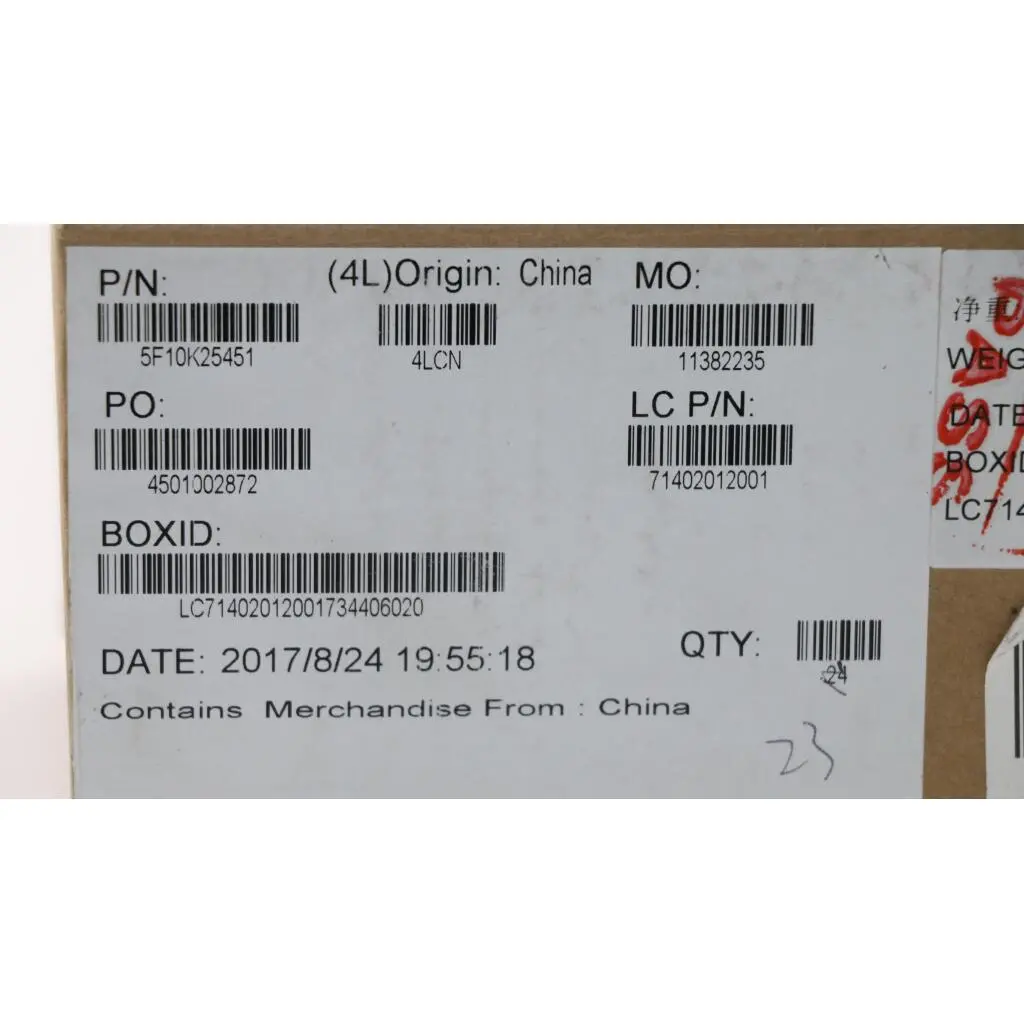 P/N: (4L)Origin: China MO:
5F10K25451 4LCN 11382235
PO: LC P/N:
4501002872 71402012001
BOXID:
LC71402012001734406020
DATE: 2017/8/24 19:55:18 QTY:
24
Contains Merchandise From : China
23
净重
WEIG
DATE
BOXID
LC714